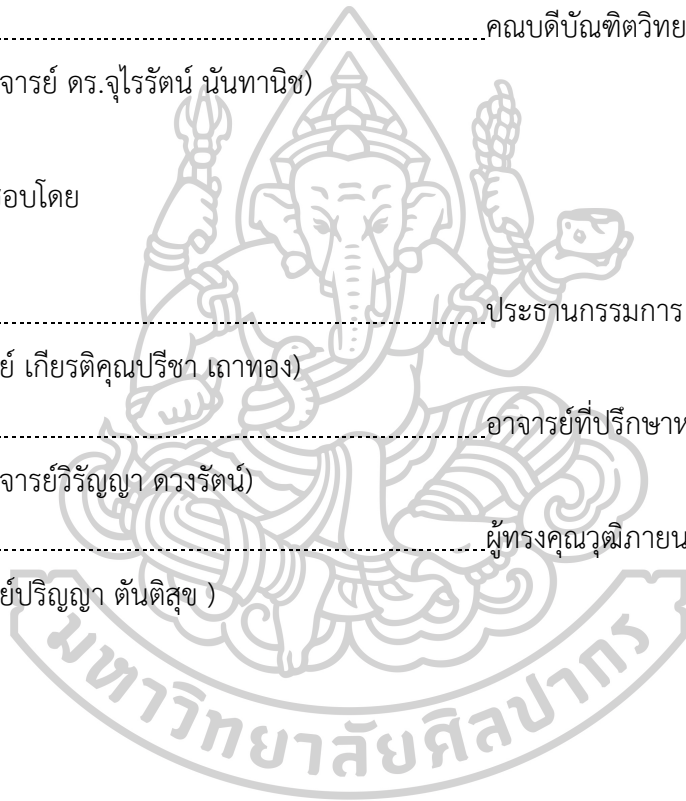 คณบดีบัณฑิตวิทย
จารย์ ดร.จุไรรัตน์ นันทานิช)
อบโดย
ประธานกรรมการ
ย์ เกียรติคุณปรีชา เถาทอง)
อาจารย์ที่ปรึกษาห
จารย์วิรัญญา ดวงรัตน์)
ผู้ทรงคุณวุฒิภายน
ย์ปริญญา ตันติสุข )
มหาวิทยาลัยศิลปากร